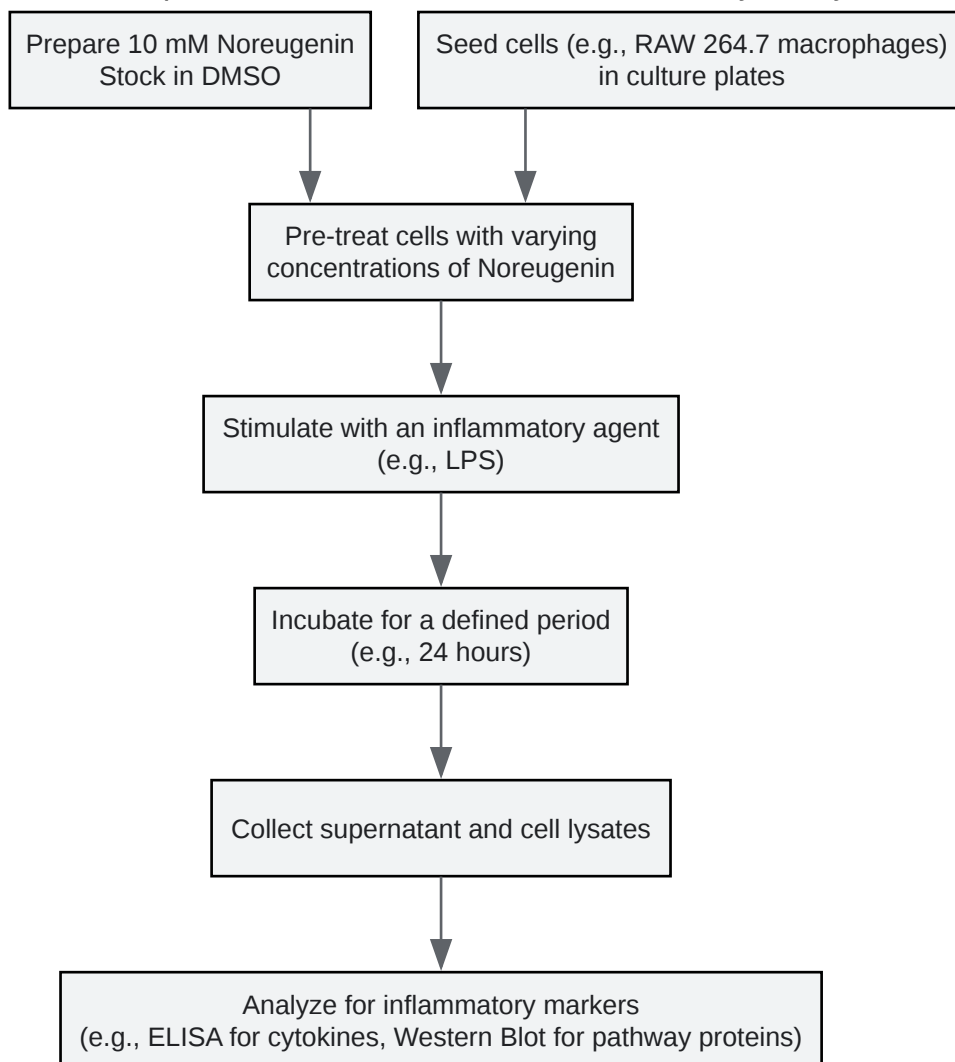 Prepare 10 mM Noreugenin
Stock in DMSO
Seed cells (e.g., RAW 264.7 macrophages)
in culture plates
Pre-treat cells with varying
concentrations of Noreugenin
Stimulate with an inflammatory agent
(e.g., LPS)
Incubate for a defined period
(e.g., 24 hours)
Collect supernatant and cell lysates
Analyze for inflammatory markers
(e.g., ELISA for cytokines, Western Blot for pathway proteins)